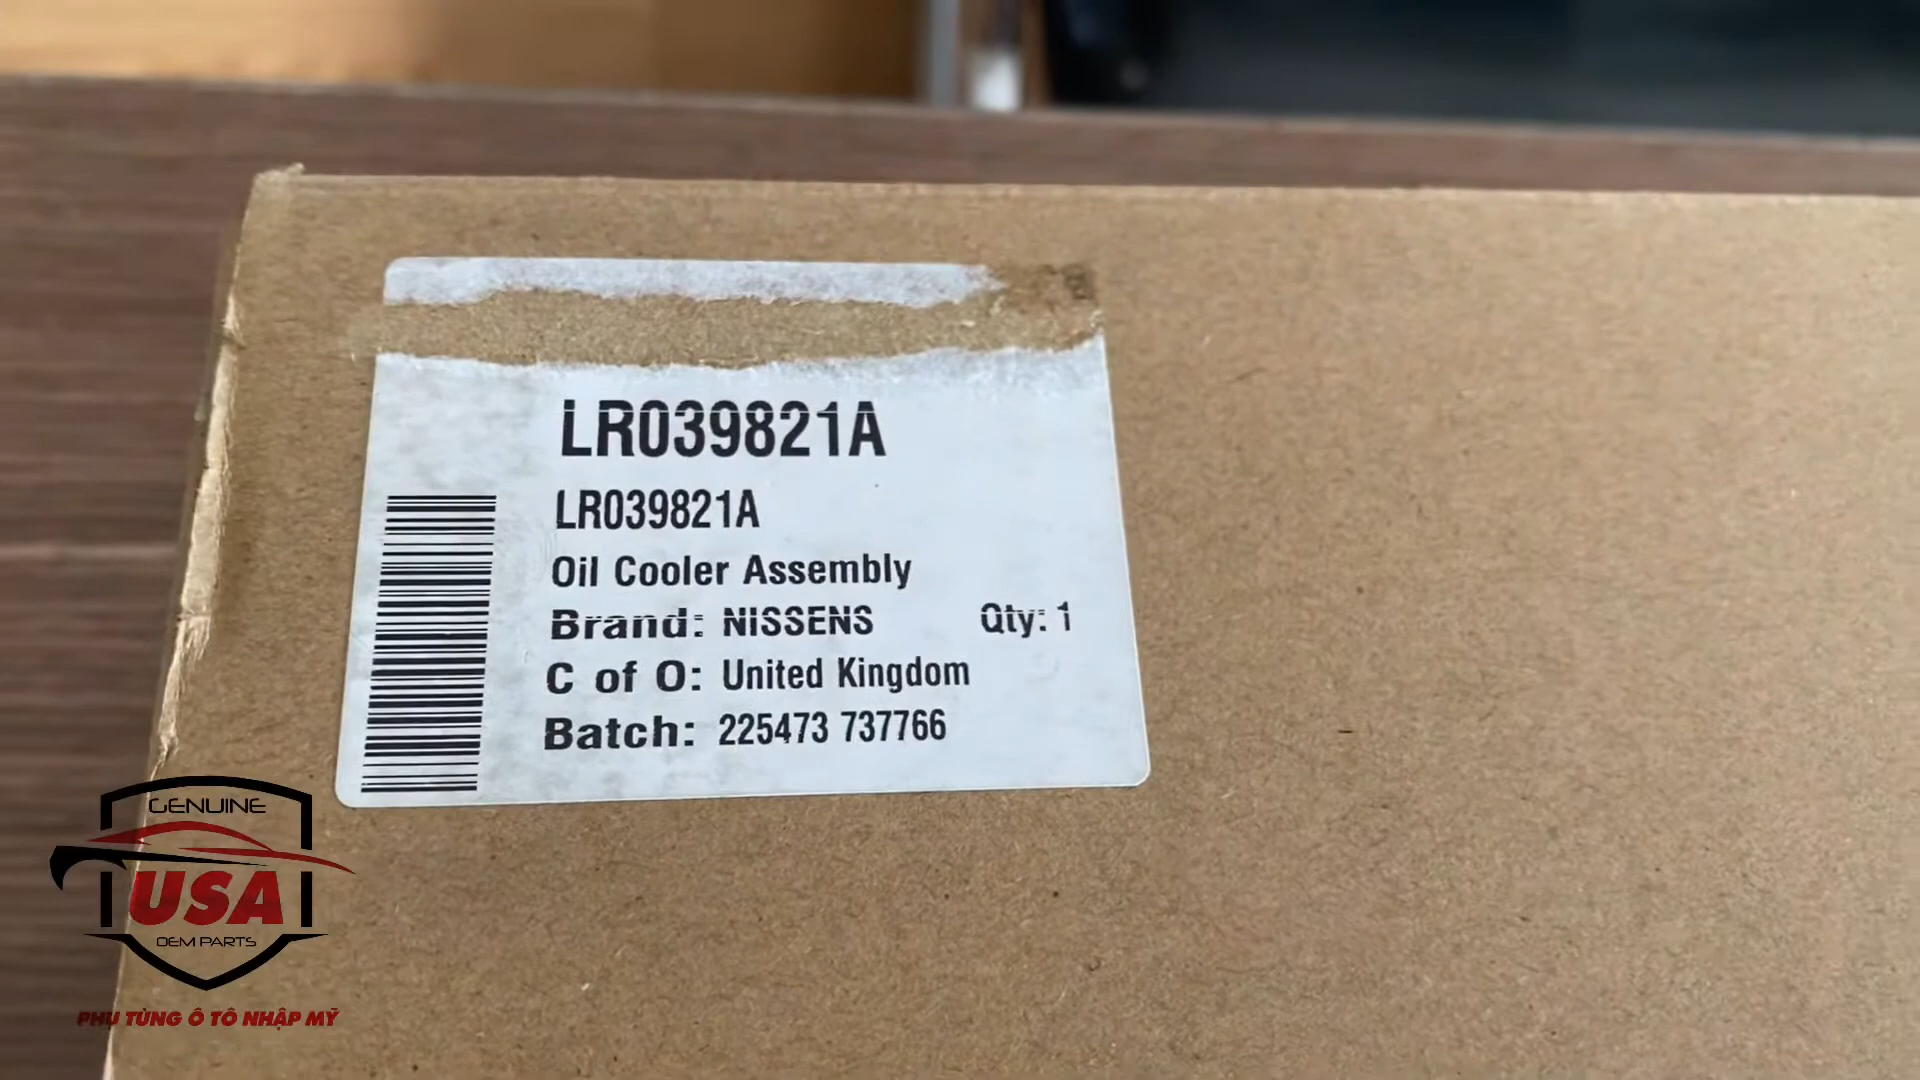 LR039821A
LR039821A
Oil Cooler Assembly
Brand: NISSENS Qty: 1
C of O: United Kingdom
Batch: 225473 737766
GENUINE
USA
OEM PARTS
PHỤ TÙNG Ô TÔ NHẬP MỸ